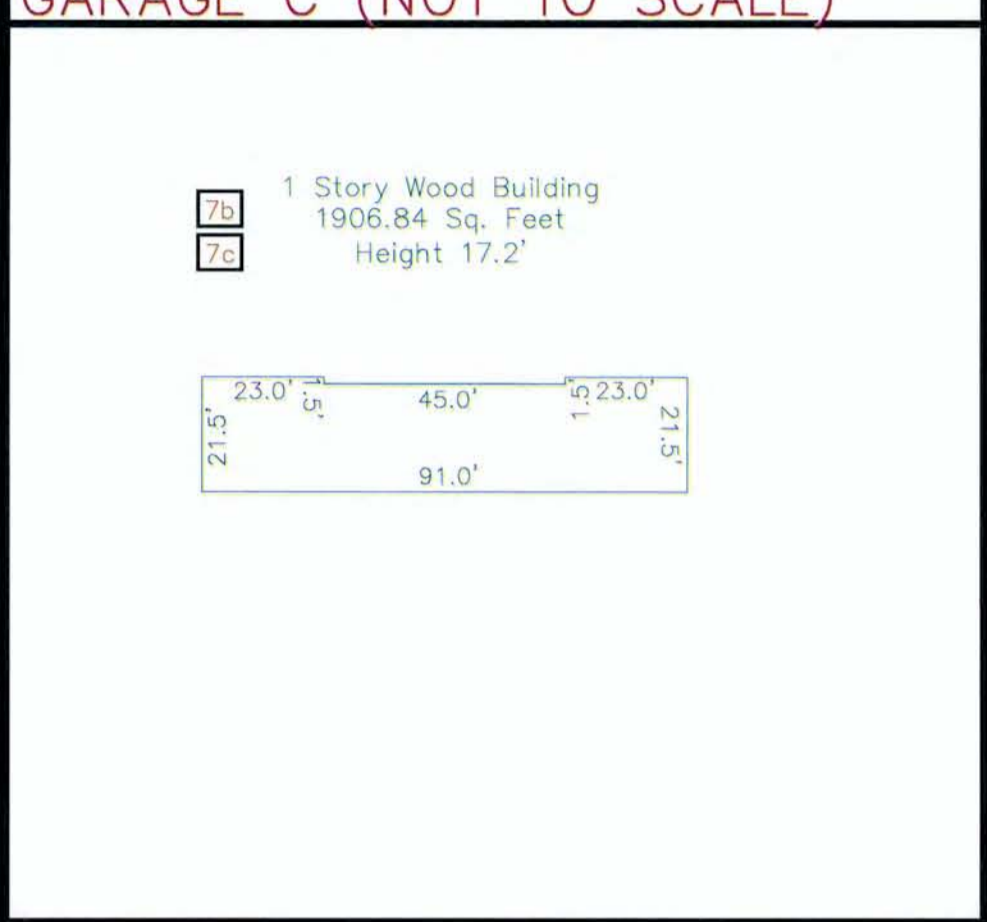 GARAGE C (NOT TO SCALE)
7b
7c
1 Story Wood Building
1906.84 Sq. Feet
Height 17.2'
23.0'
1.5'
45.0'
1.5'
23.0'
21.5'
21.5'
91.0'